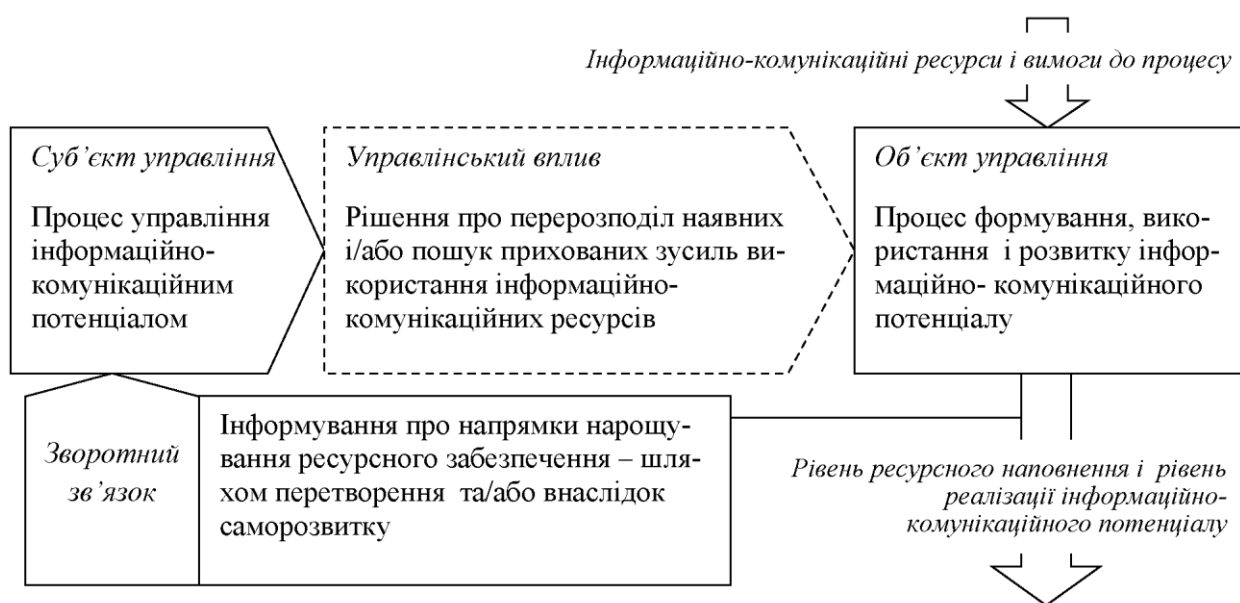 Інформаційно-комунікаційні ресурси і вимоги до процесу
Суб’єкт управління
Процес управління
інформаційно-
комунікаційним
потенціалом
Управлінський вплив
Рішення про перерозподіл наявних
і/або пошук прихованих зусиль ви-
користання інформаційно-
комунікаційних ресурсів
Об’єкт управління
Процес формування, вико-
ристання і розвитку інфор-
маційно- комунікаційного
потенціалу
Зворотний
зв’язок
Інформування про напрямки нарощу-
вання ресурсного забезпечення – шля-
хом перетворення та/або внаслідок
саморозвитку
Рівень ресурсного наповнення і рівень
реалізації інформаційно-
комунікаційного потенціалу